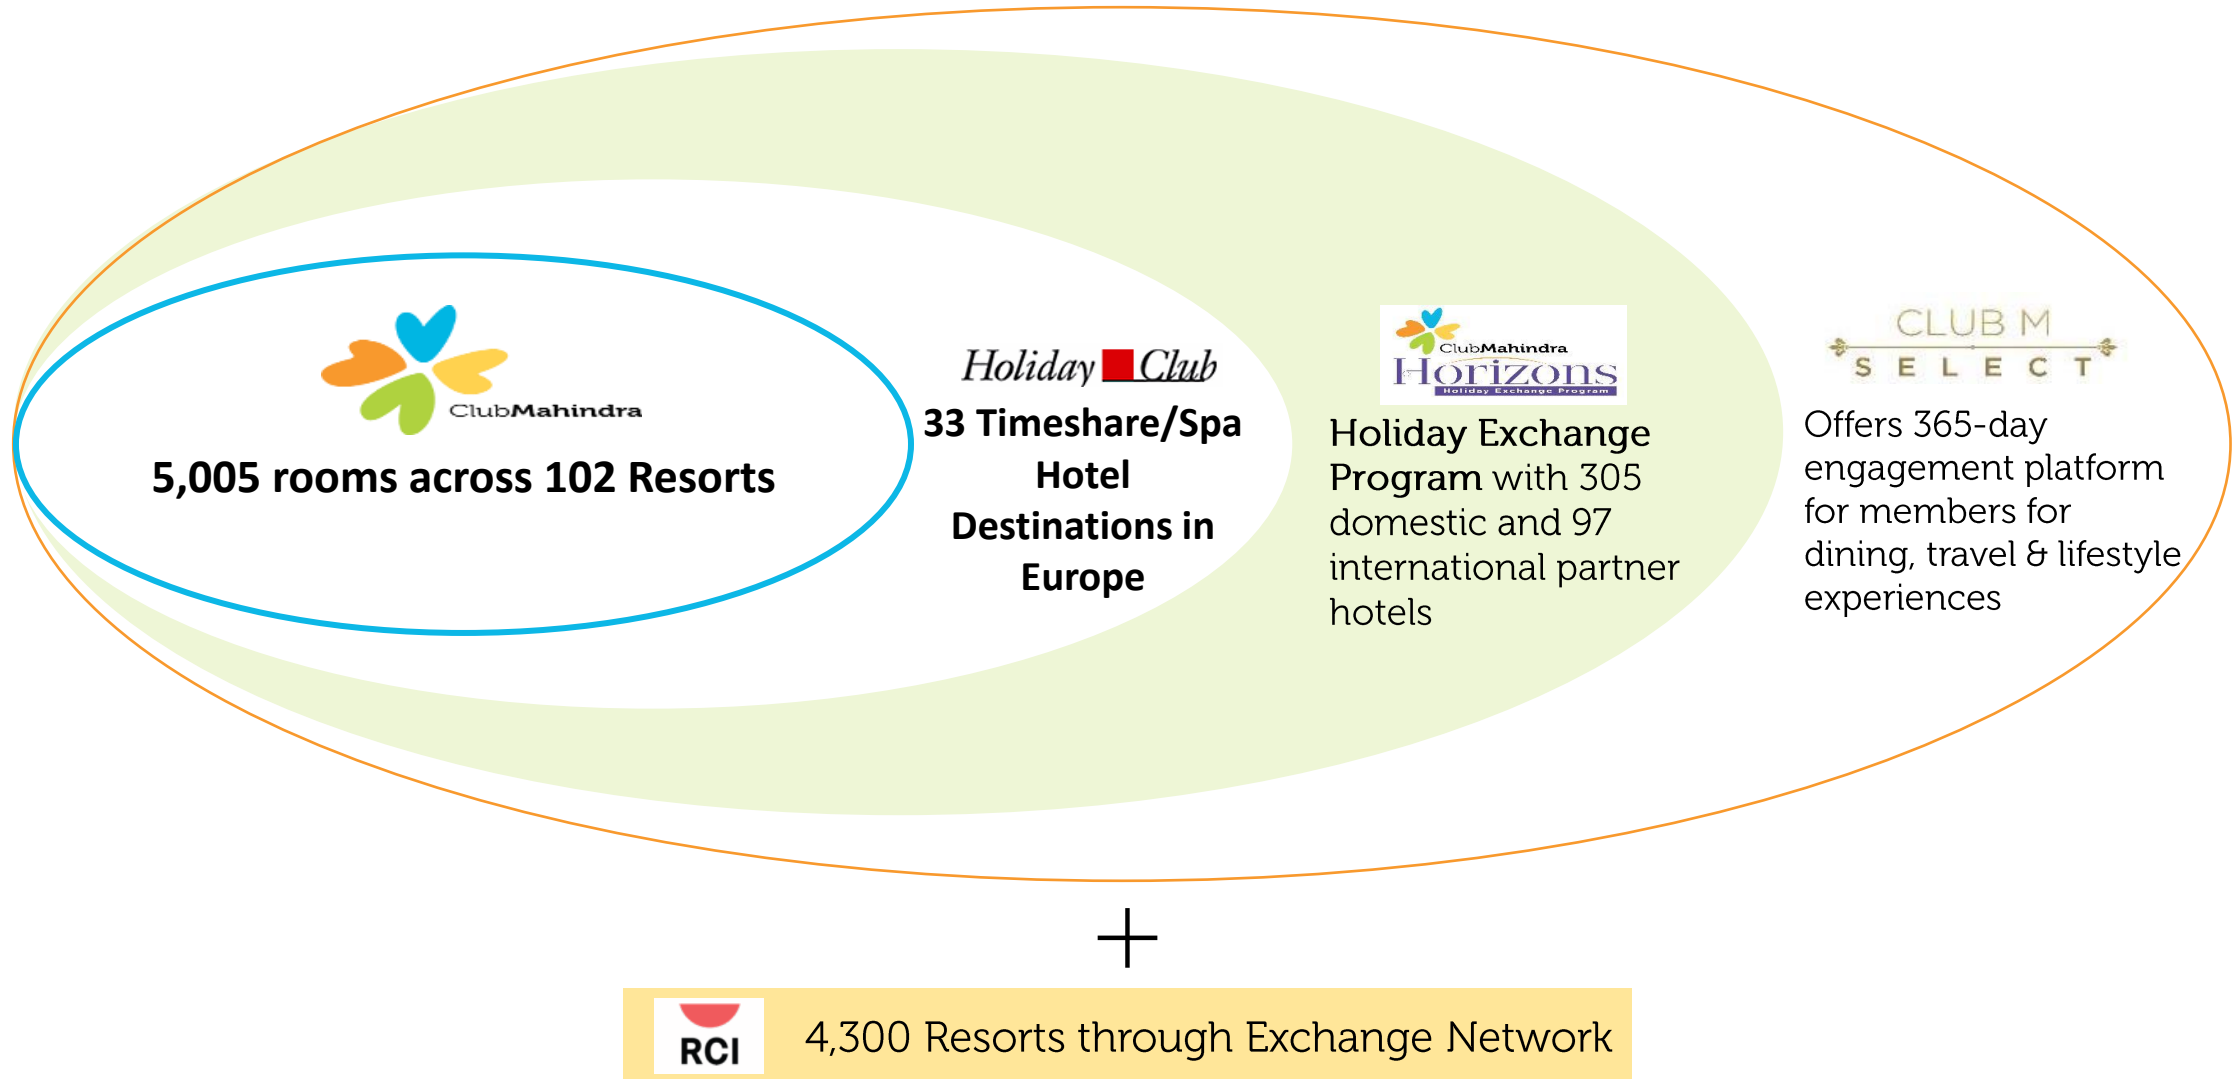 ClubMahindra
5,005 rooms across 102 Resorts
Holiday Club
33 Timeshare/Spa
Hotel
Destinations in
Europe
ClubMahindra
Horizons
Holiday Exchange Program
Holiday Exchange
Program with 305
domestic and 97
international partner
hotels
CLUB M
SELECT
Offers 365-day
engagement platform
for members for
dining, travel & lifestyle
experiences
+
RCI
4,300 Resorts through Exchange Network